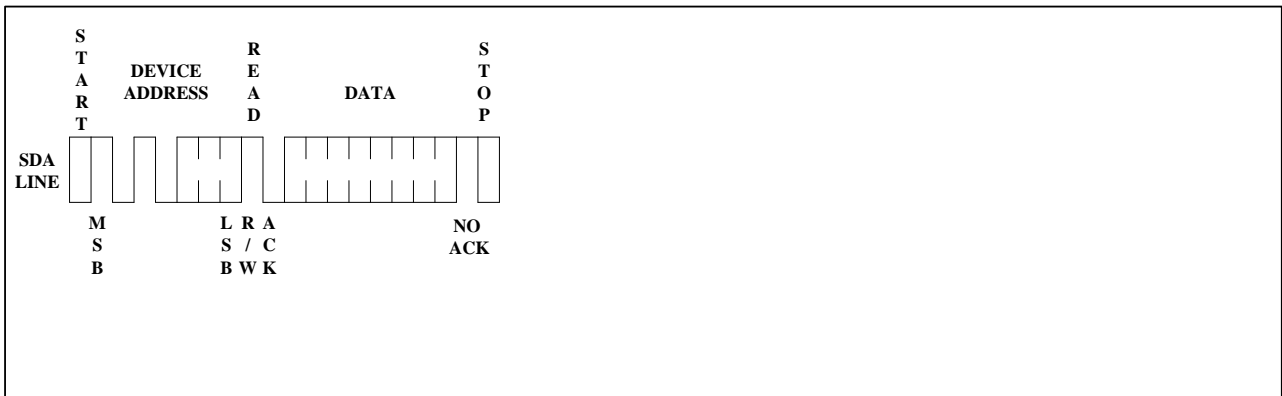 START
DEVICE
ADDRESS
READ
DATA
STOP
SDA
LINE
MSB
LSB
R/W
ACK
NO
ACK